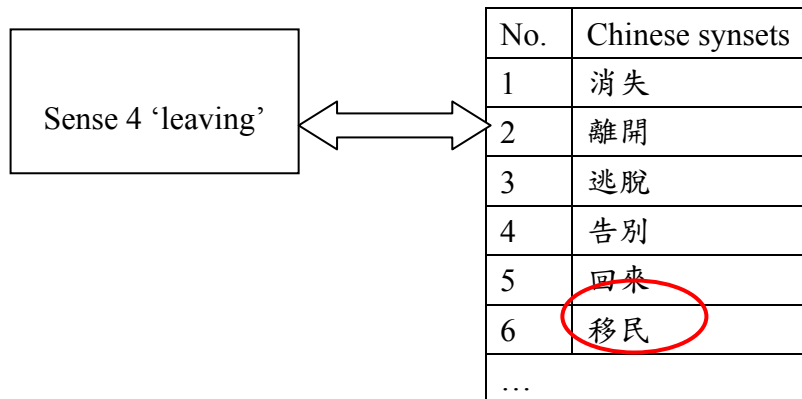 Sense 4 ‘leaving’
No. Chinese synsets
1 消失
2 離開
3 逃脫
4 告別
5 回來
6 移民
…